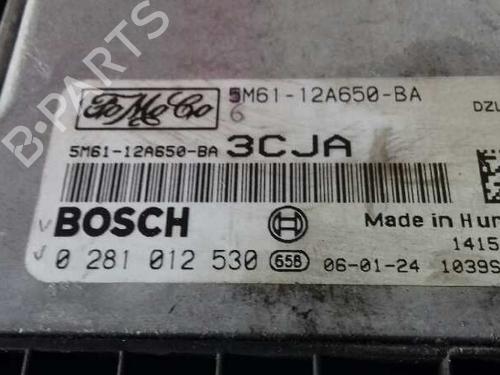 B-PARTS
FoMoCo
5M61-12A650-BA
6
DZL
5M61-12A650-BA 3CJA
BOSCH
Made in Hun
1415
0 281 012 530 658 06-01-24 1039S